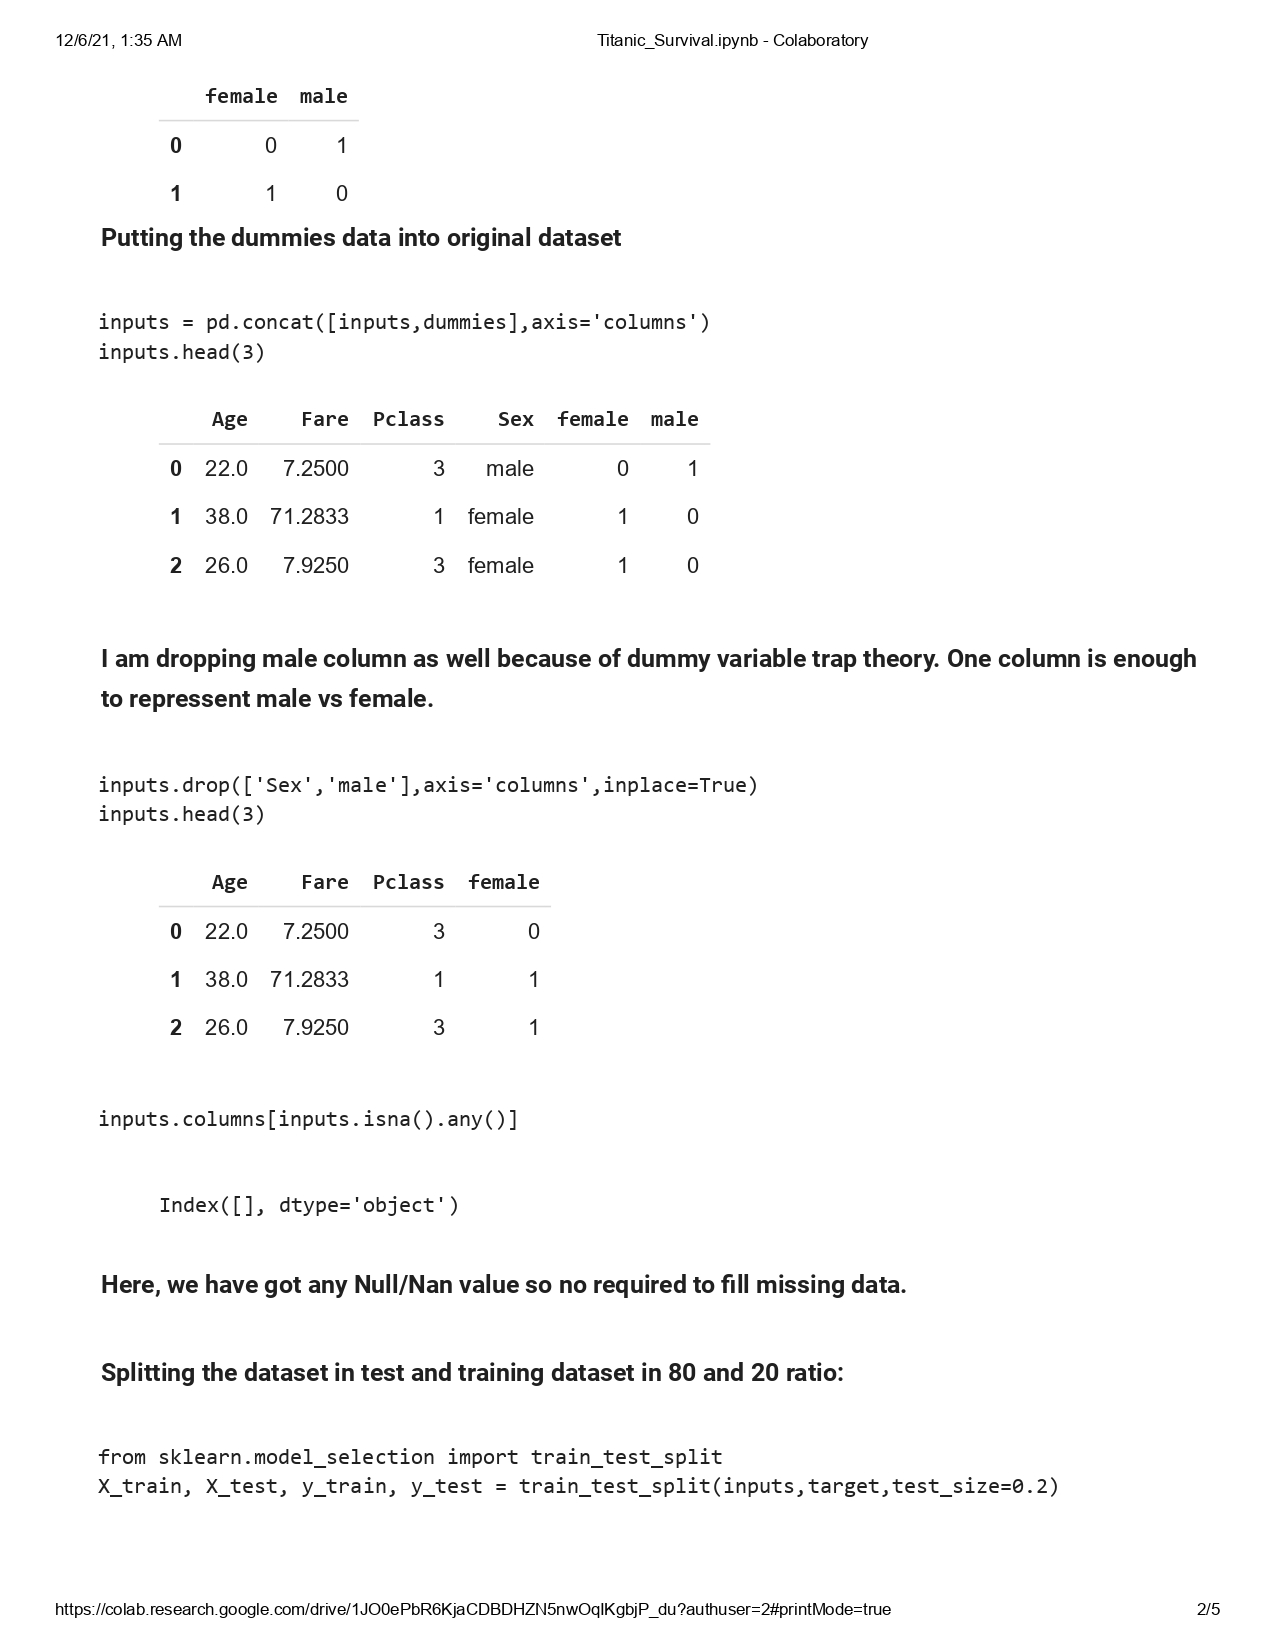 12/6/21, 1:35 AM Titanic_Survival.ipynb - Colaboratory
female male
0 0 1
1 1 0
Putting the dummies data into original dataset
inputs = pd.concat([inputs,dummies],axis='columns')
inputs.head(3)
Age Fare Pclass Sex female male
0 22.0 7.2500 3 male 0 1
1 38.0 71.2833 1 female 1 0
2 26.0 7.9250 3 female 1 0
I am dropping male column as well because of dummy variable trap theory. One column is enough
to repressent male vs female.
inputs.drop(['Sex','male'],axis='columns',inplace=True)
inputs.head(3)
Age Fare Pclass female
0 22.0 7.2500 3 0
1 38.0 71.2833 1 1
2 26.0 7.9250 3 1
inputs.columns[inputs.isna().any()]
Index([], dtype='object')
Here, we have got any Null/Nan value so no required to fill missing data.
Splitting the dataset in test and training dataset in 80 and 20 ratio:
from sklearn.model_selection import train_test_split
X_train, X_test, y_train, y_test = train_test_split(inputs,target,test_size=0.2)
https://colab.research.google.com/drive/1JO0ePbR6KjaCDBDHZN5nwOqIKgbjP_du?authuser=2#printMode=true 2/5